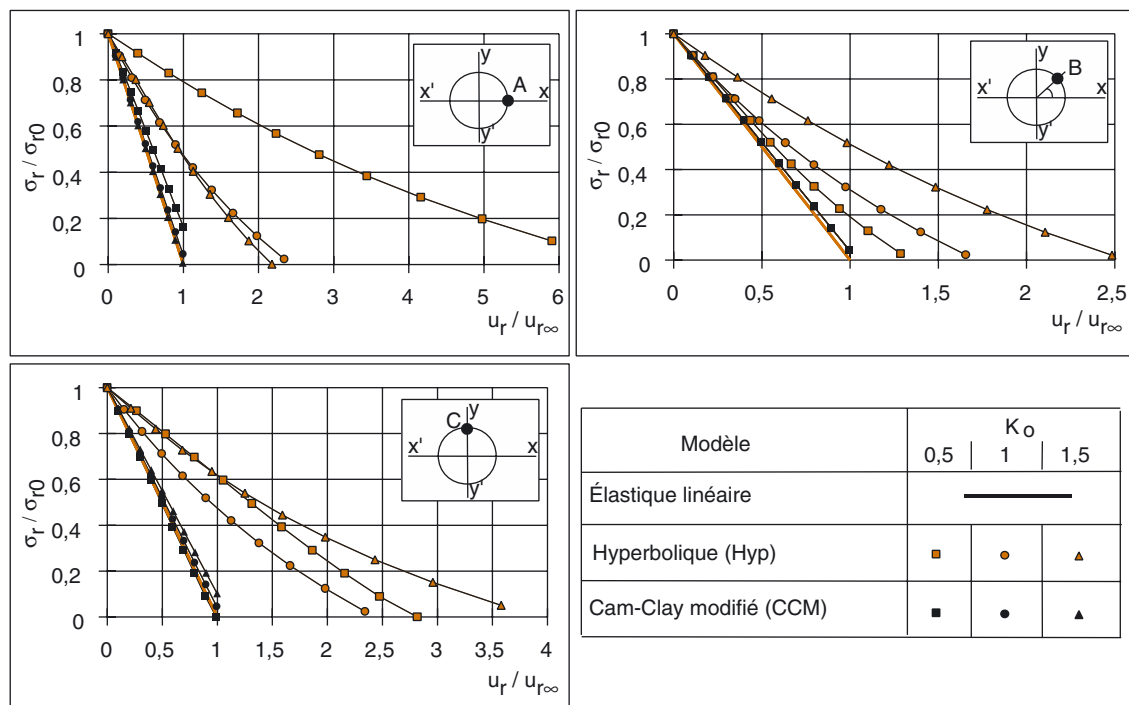 1
0,8
0,6
0,4
0,2
0
σr / σr0
0 1 2 3 4 5 6
ur / ur∞
y
A
x' x
y'
1
0,8
0,6
0,4
0,2
0
σr / σr0
0 0,5 1 1,5 2 2,5
ur / ur∞
y
B
x' x
y'
1
0,8
0,6
0,4
0,2
0
σr / σr0
0 0,5 1 1,5 2 2,5 3 3,5 4
ur / ur∞
C y
x' x
y'
Modèle Ko
0,5 1 1,5
Élastique linéaire
Hyperbolique (Hyp)
Cam-Clay modifié (CCM)